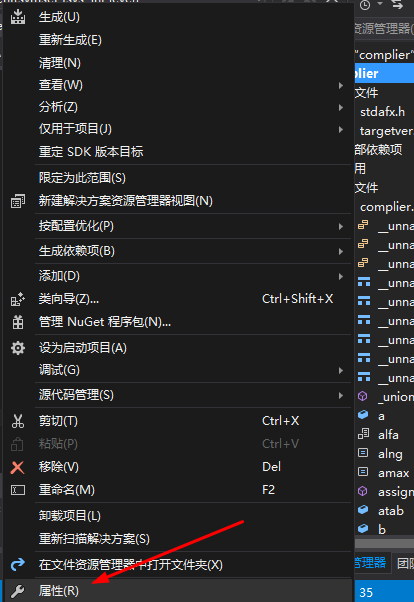 生成(U)
重新生成(E)
清理(N)
查看(W)
分析(Z)
仅用于项目(J)
重定 SDK 版本目标
限定为此范围(S)
新建解决方案资源管理器视图(N)
按配置优化(P)
生成依赖项(B)
添加(D)
类向导(Z)... Ctrl+Shift+X
管理 NuGet 程序包(N)...
设为启动项目(A)
调试(G)
源代码管理(S)
剪切(T) Ctrl+X
粘贴(P) Ctrl+V
移除(V) Del
重命名(M) F2
卸载项目(L)
重新扫描解决方案(S)
在文件资源管理器中打开文件夹(X)
属性(R)
资源管理器
"complier"
plier
文件
stdafx.h
targetver.
部依赖项
用
文件
complier.
__unna
__unna
__unna
__unna
__unna
__unna
__unna
__unna
__unna
_union
a
alfa
alng
amax
assign
atab
b
管理器 团队
35